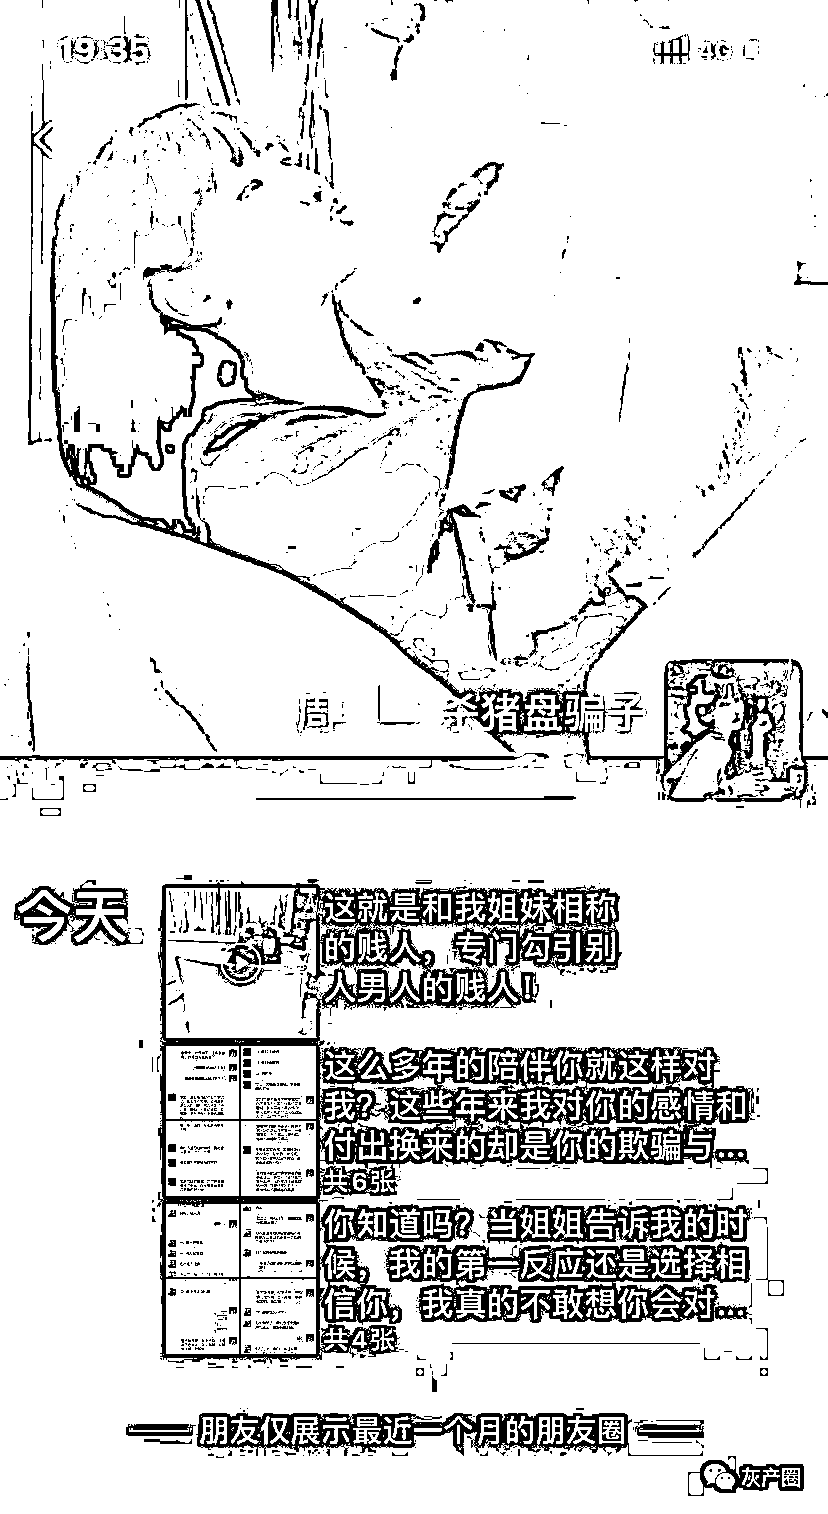 19:35
4G
周
杀猪盘骗子
今天
这就是和我姐妹相称
的贱人，专门勾引别
人男人的贱人！
这么多年的陪伴你就这样对
我？这些年来我对你的感情和
付出换来的却是你的欺骗与...
共6张
你知道吗？当姐姐告诉我的时
候，我的第一反应还是选择相
信你，我真的不敢想你会对...
共4张
朋友仅展示最近一个月的朋友圈
灰产圈